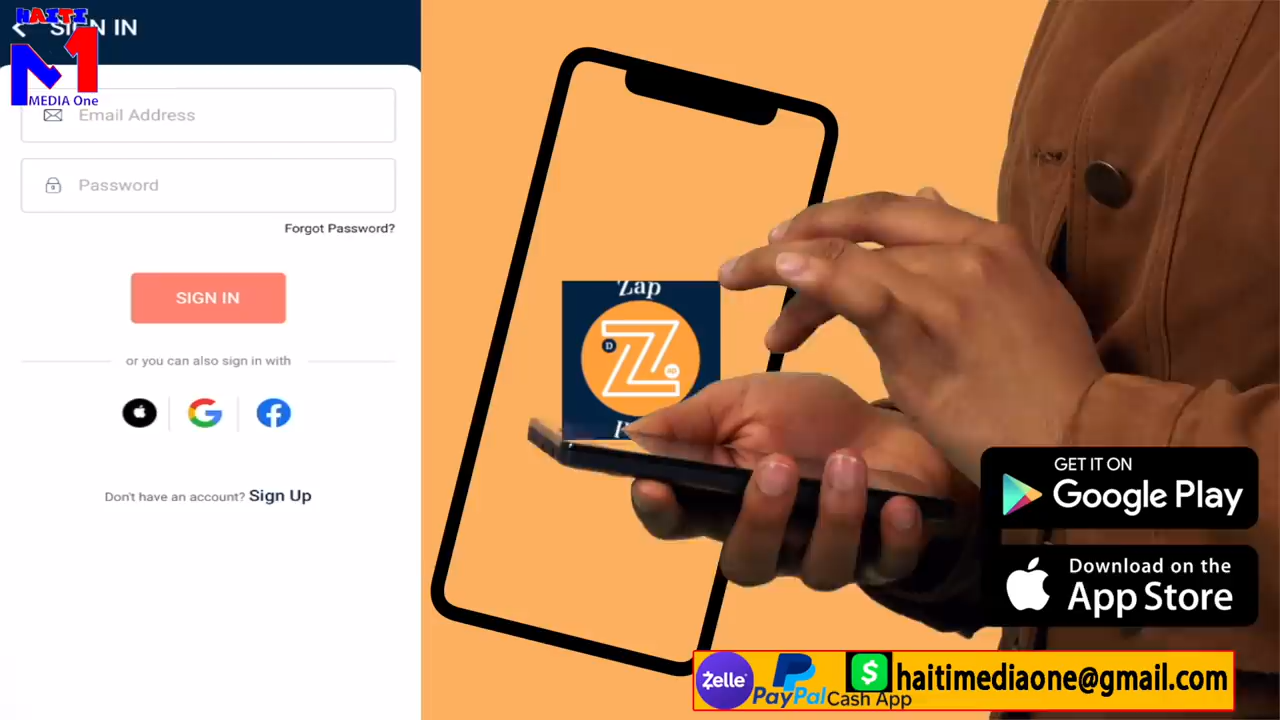 HAITI
M1
MEDIA One
SIGN IN
Email Address
Password
Forgot Password?
SIGN IN
or you can also sign in with
Don't have an account? Sign Up
Zap
Z
D
GET IT ON
Google Play
Download on the
App Store
Zelle
PayPal
$
Cash App
haitimediaone@gmail.com